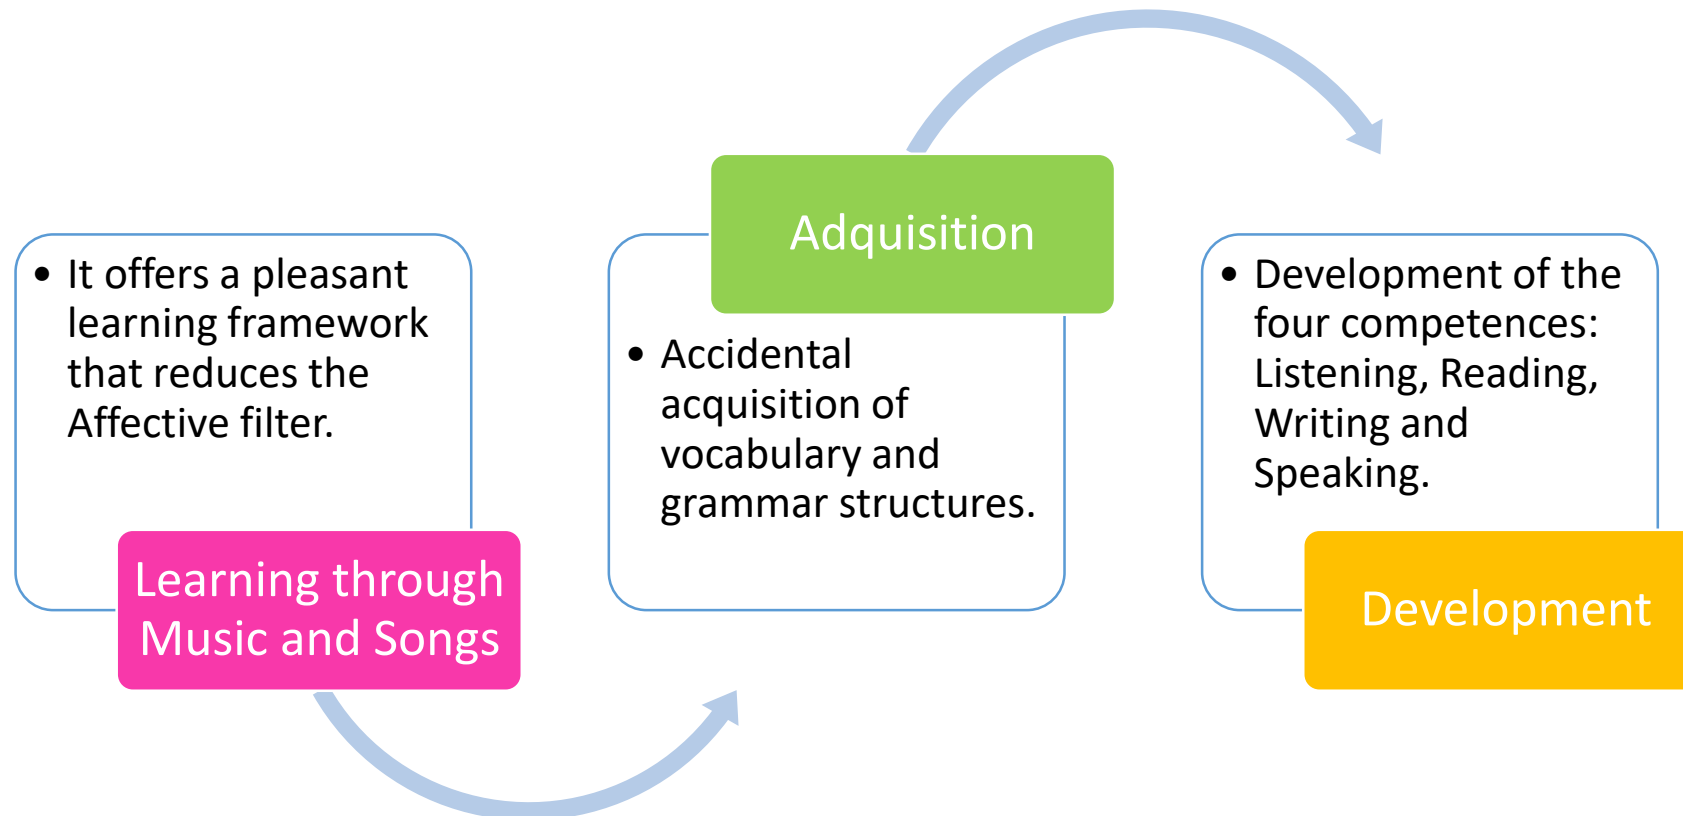 • It offers a pleasant
learning framework
that reduces the
Affective filter.
Learning through
Music and Songs
Adquisition
• Accidental
acquisition of
vocabulary and
grammar structures.
• Development of the
four competences:
Listening, Reading,
Writing and
Speaking.
Development